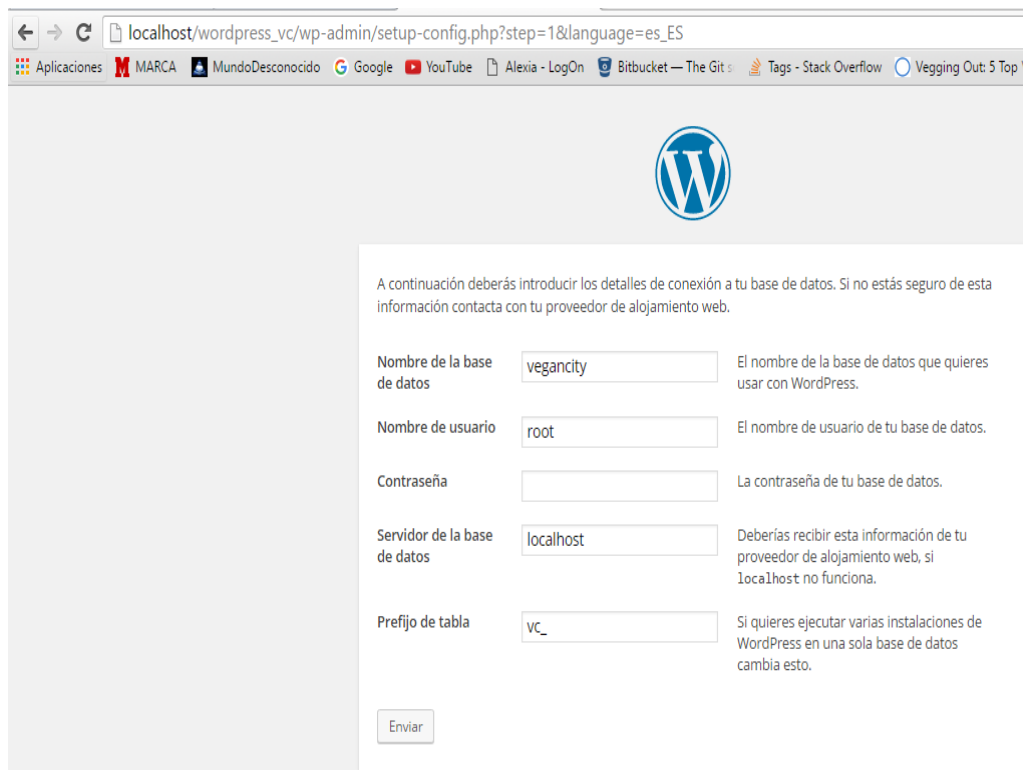 localhost/wordpress_vc/wp-admin/setup-config.php?step=1&language=es_ES
Aplicaciones MARCA MundoDesconocido Google YouTube Alexia - LogOn Bitbucket — The Git s Tags - Stack Overflow Vegging Out: 5 Top
A continuación deberás introducir los detalles de conexión a tu base de datos. Si no estás seguro de esta
información contacta con tu proveedor de alojamiento web.
Nombre de la base
de datos
vegancity
El nombre de la base de datos que quieres
usar con WordPress.
Nombre de usuario
root
El nombre de usuario de tu base de datos.
Contraseña
La contraseña de tu base de datos.
Servidor de la base
de datos
localhost
Deberías recibir esta información de tu
proveedor de alojamiento web, si
localhost no funciona.
Prefijo de tabla
vc_
Si quieres ejecutar varias instalaciones de
WordPress en una sola base de datos
cambia esto.
Enviar